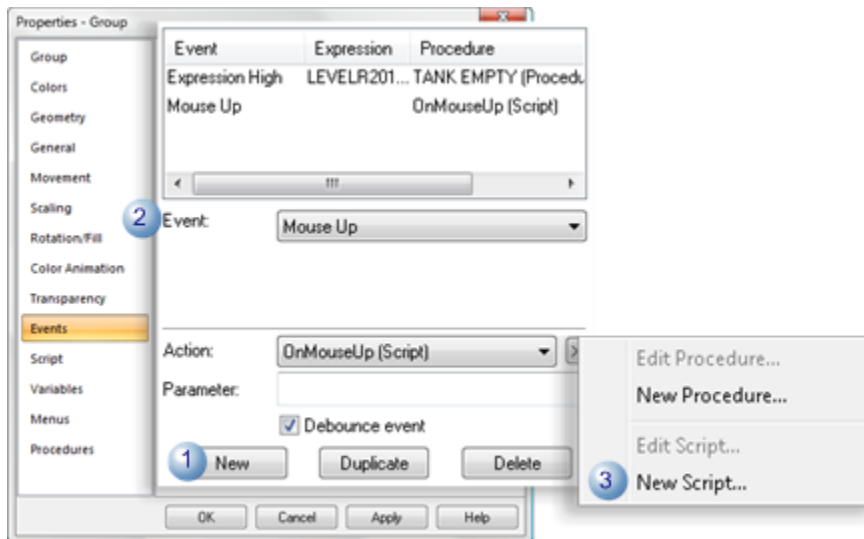 Properties - Group
Group
Colors
Geometry
General
Movement
Scaling
Rotation/Fill
Color Animation
Transparency
Events
Script
Variables
Menus
Procedures
Event Expression Procedure
Expression High LEVELR201... TANK EMPTY (Procedu
Mouse Up OnMouseUp (Script)
2 Event: Mouse Up
Action: OnMouseUp (Script)
Parameter:
Debounce event
1 New Duplicate Delete
OK Cancel Apply Help
Edit Procedure...
New Procedure...
Edit Script...
3 New Script...